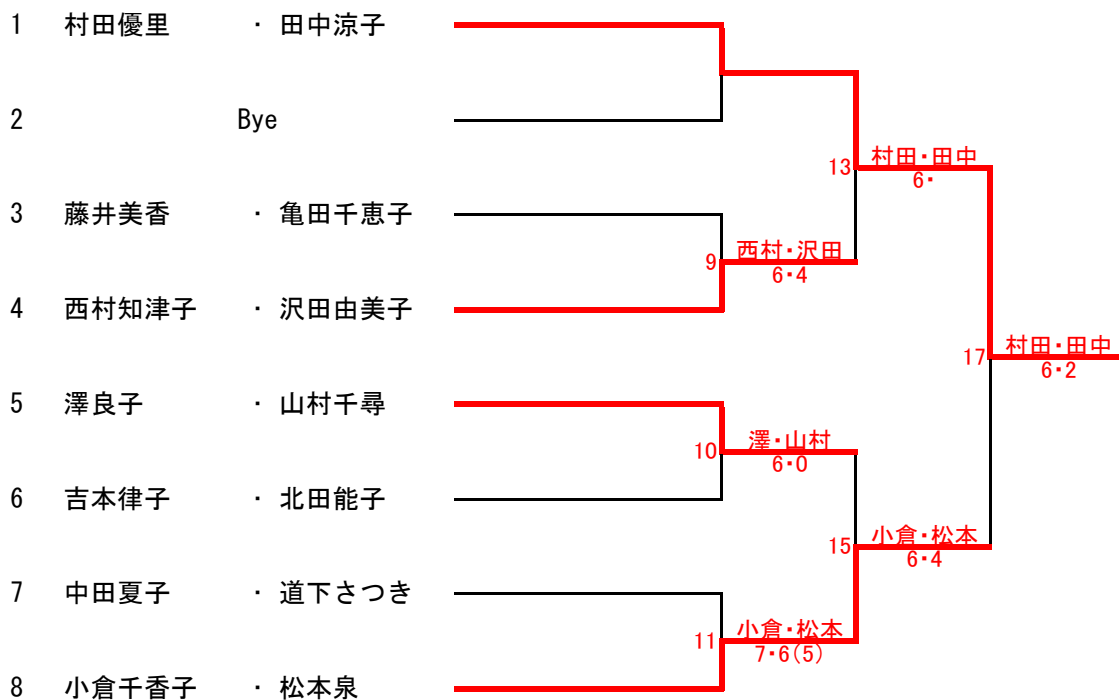 1 村田優里 ・ 田中涼子
2 Bye
13 村田・田中
6・
3 藤井美香 ・ 亀田千恵子
9 西村・沢田
6・4
4 西村知津子 ・ 沢田由美子
17 村田・田中
6・2
5 澤良子 ・ 山村千尋
10 澤・山村
6・0
6 吉本律子 ・ 北田能子
15 小倉・松本
6・4
7 中田夏子 ・ 道下さつき
11 小倉・松本
7・6(5)
8 小倉千香子 ・ 松本泉